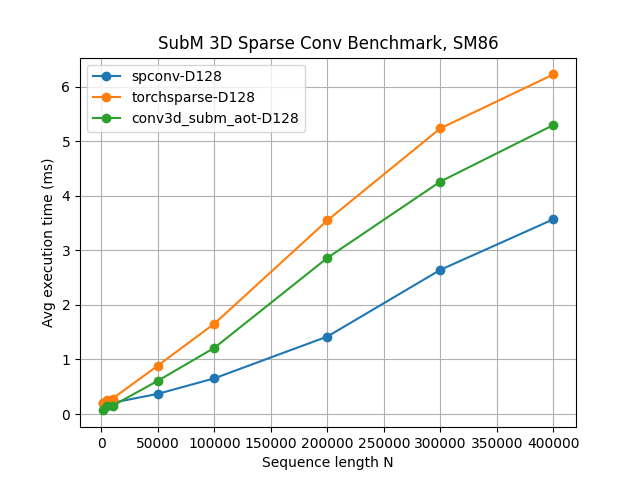 SubM 3D Sparse Conv Benchmark, SM86
spconv-D128
torchsparse-D128
conv3d_subm_aot-D128
Avg execution time (ms)
6
5
4
3
2
1
0
0 50000 100000 150000 200000 250000 300000 350000 400000
Sequence length N